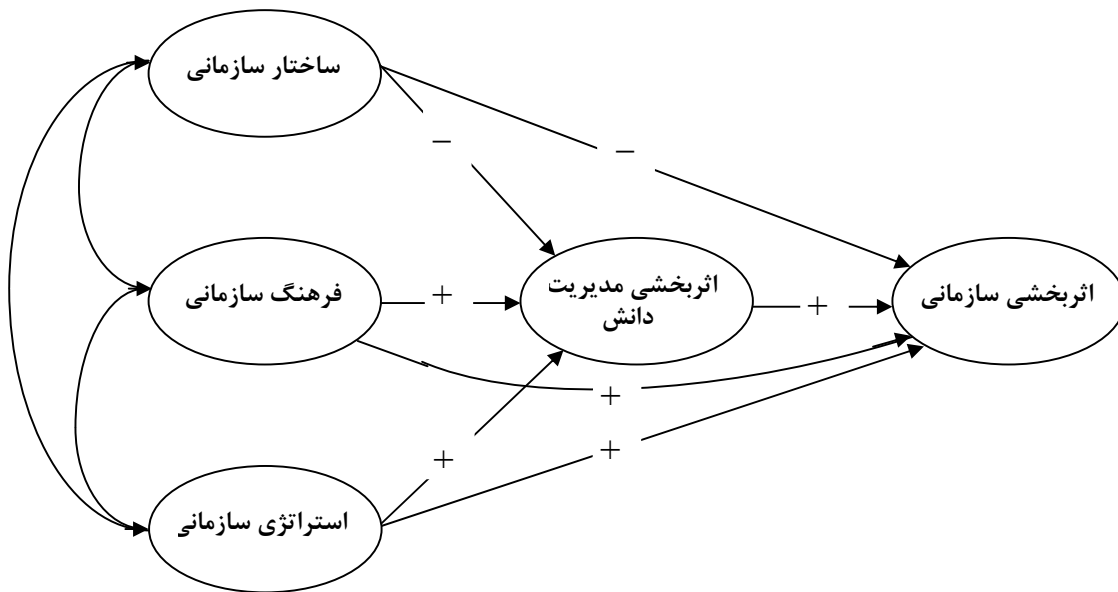 ساختار سازمانی
−
−
فرهنگ سازمانی
+
اثربخشی مدیریت
دانش
+
اثربخشی سازمانی
+
+
+
استراتژی سازمانی